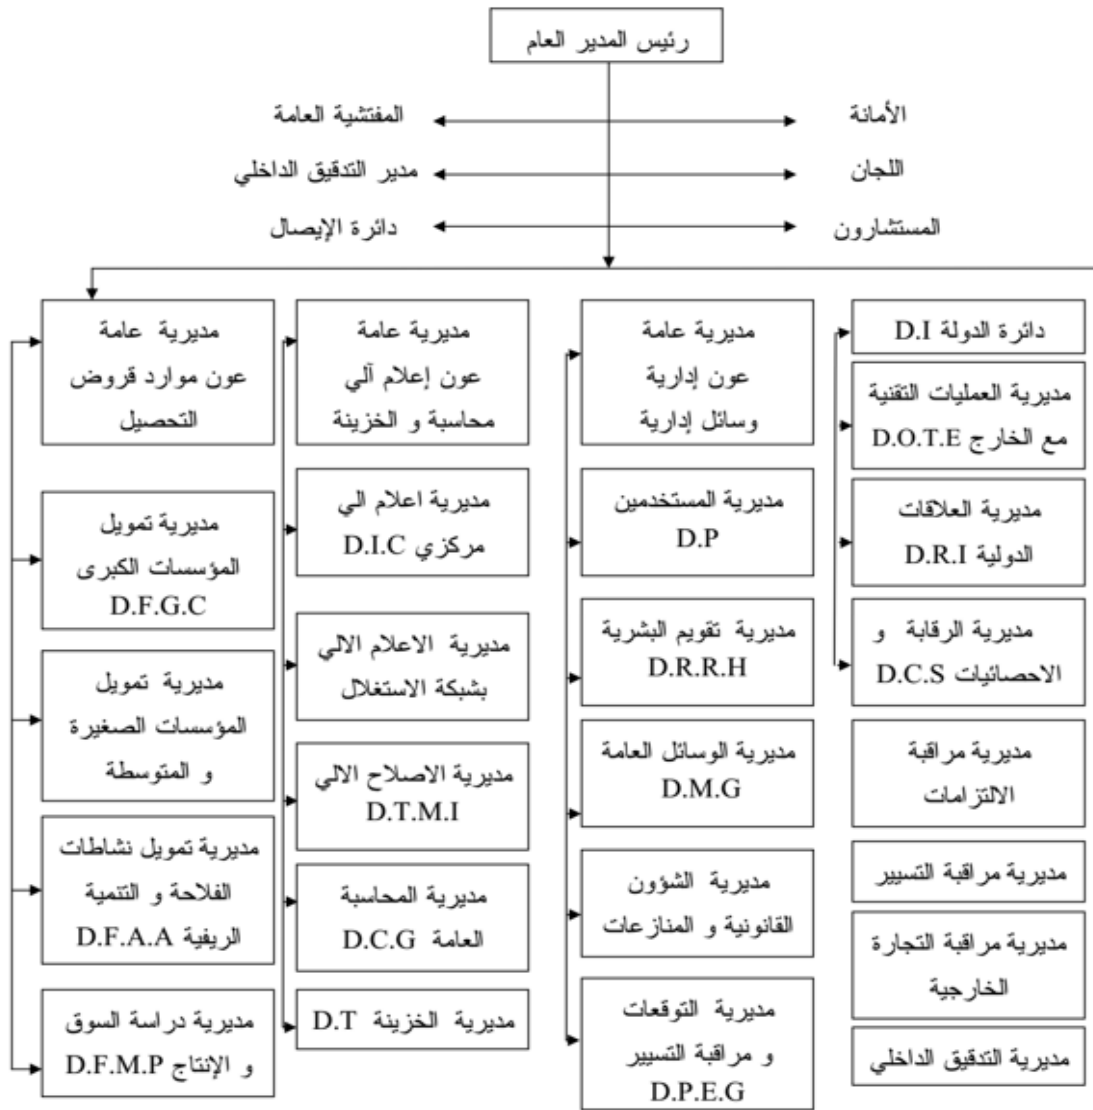 رئيس المدير العام
الأمانة
المفتشية العامة
اللجان
مدير التدقيق الداخلي
المستشارون
دائرة الإيصال
دائرة الدولة D.I
مديرية العمليات التقنية
مع الخارج D.O.T.E
مديرية العلاقات
الدولية D.R.I
مديرية الرقابة و
الاحصائيات D.C.S
مديرية مراقبة
الالتزامات
مديرية مراقبة التسيير
مديرية مراقبة التجارة
الخارجية
مديرية التدقيق الداخلي
مديرية عامة
عون إدارية
وسائل إدارية
مديرية المستخدمين
D.P
مديرية تقويم البشرية
D.R.R.H
مديرية الوسائل العامة
D.M.G
مديرية الشؤون
القانونية و المنازعات
مديرية التوقعات
و مراقبة التسيير
D.P.E.G
مديرية عامة
عون إعلام آلي
محاسبة و الخزينة
مديرية اعلام الي
مركزي D.I.C
مديرية الاعلام الالي
بشبكة الاستغلال
مديرية الاصلاح الالي
D.T.M.I
مديرية المحاسبة
العامة D.C.G
مديرية الخزينة D.T
مديرية عامة
عون موارد قروض
التحصيل
مديرية تمويل
المؤسسات الكبرى
D.F.G.C
مديرية تمويل
المؤسسات الصغيرة
و المتوسطة
مديرية تمويل نشاطات
الفلاحة و التتمية
الريفية D.F.A.A
مديرية دراسة السوق
و الإنتاج D.F.M.P